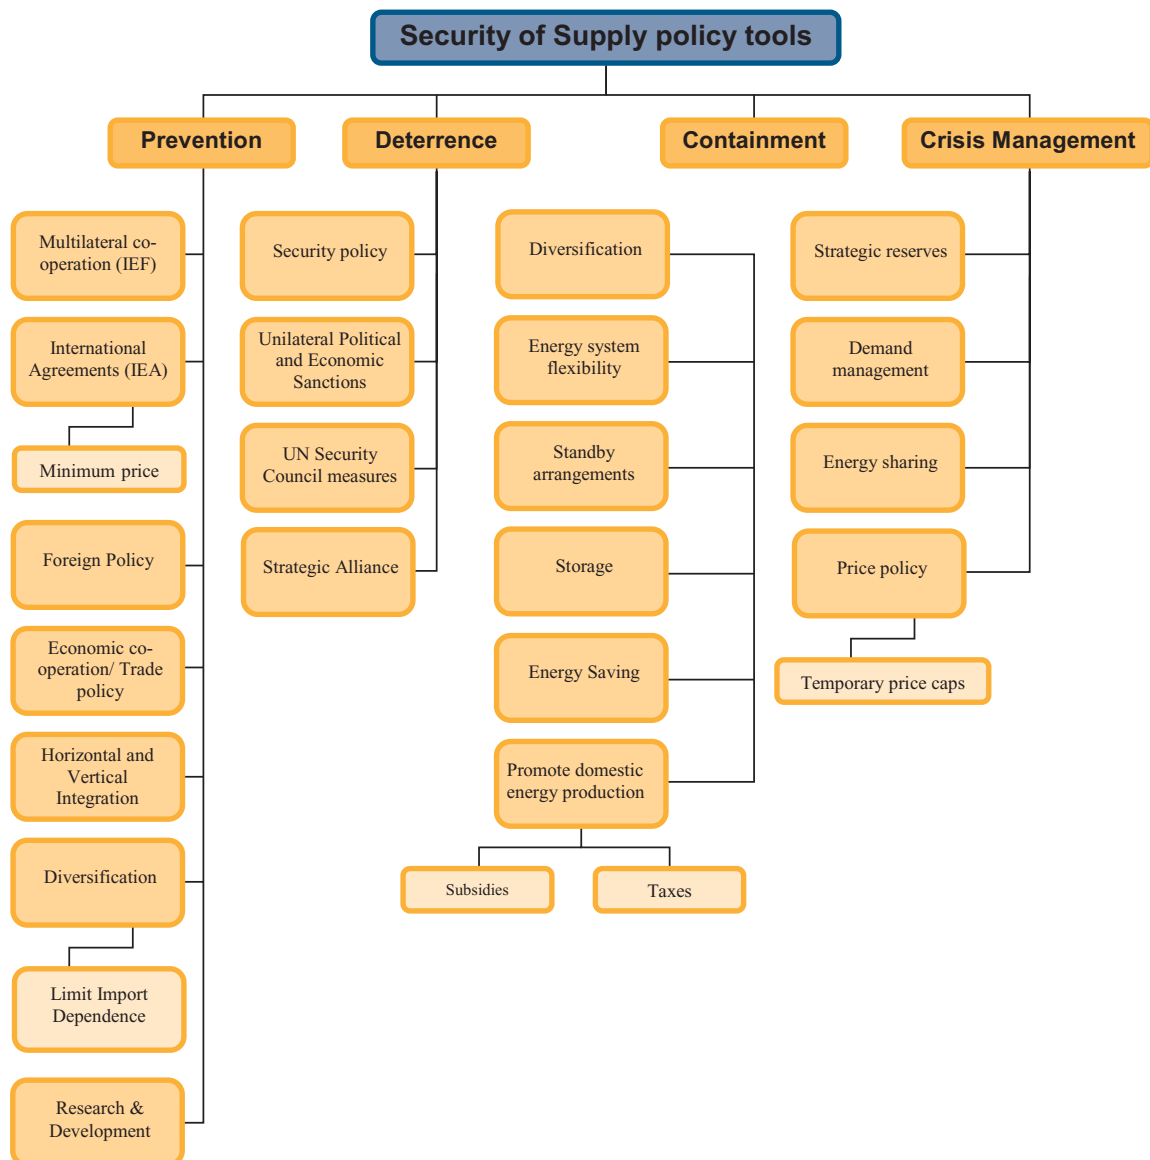 Security of Supply policy tools
Prevention
Deterrence
Containment
Crisis Management
Multilateral co-
operation (IEF)
International
Agreements (IEA)
Minimum price
Foreign Policy
Economic co-
operation/ Trade
policy
Horizontal and
Vertical
Integration
Diversification
Limit Import
Dependence
Research &
Development
Security policy
Unilateral Political
and Economic
Sanctions
UN Security
Council measures
Strategic Alliance
Diversification
Energy system
flexibility
Standby
arrangements
Storage
Energy Saving
Promote domestic
energy production
Subsidies
Taxes
Strategic reserves
Demand
management
Energy sharing
Price policy
Temporary price caps